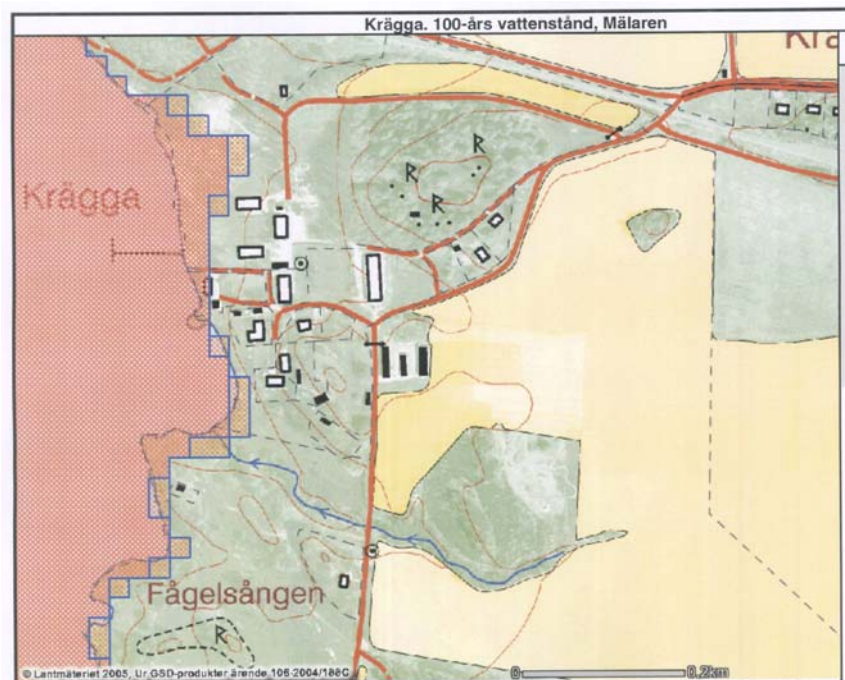 Krägga. 100-års vattenstånd, Mälaren
Krä
R
R
Krägga
R
Fågelsången
R
© Lantmäteriet 2005, Ur GSD-produkter ärende 106-2004/188C
0 0.2km